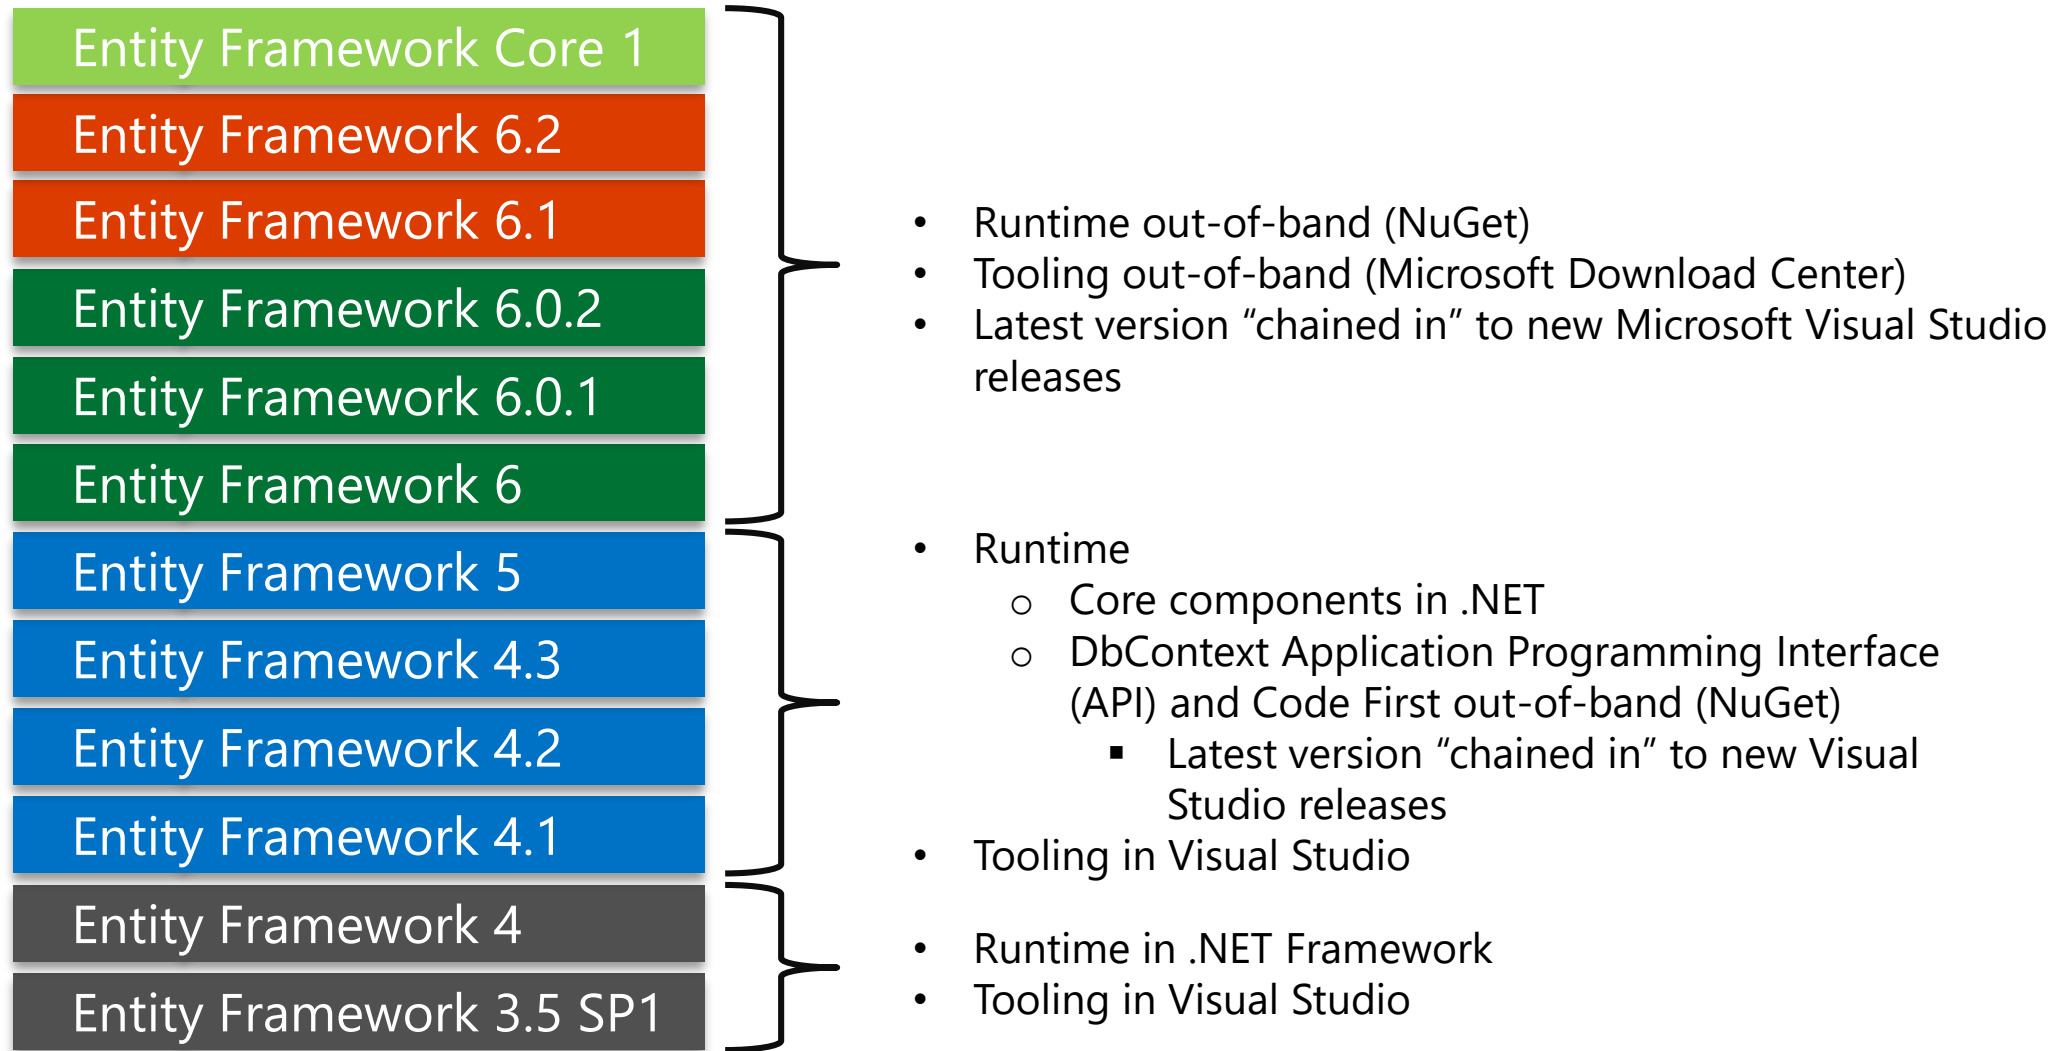 Entity Framework Core 1
Entity Framework 6.2
Entity Framework 6.1
Entity Framework 6.0.2
Entity Framework 6.0.1
Entity Framework 6
Entity Framework 5
Entity Framework 4.3
Entity Framework 4.2
Entity Framework 4.1
Entity Framework 4
Entity Framework 3.5 SP1
• Runtime out-of-band (NuGet)
• Tooling out-of-band (Microsoft Download Center)
• Latest version “chained in” to new Microsoft Visual Studio
releases
• Runtime
o Core components in .NET
o DbContext Application Programming Interface
(API) and Code First out-of-band (NuGet)
▪ Latest version “chained in” to new Visual
Studio releases
• Tooling in Visual Studio
• Runtime in .NET Framework
• Tooling in Visual Studio